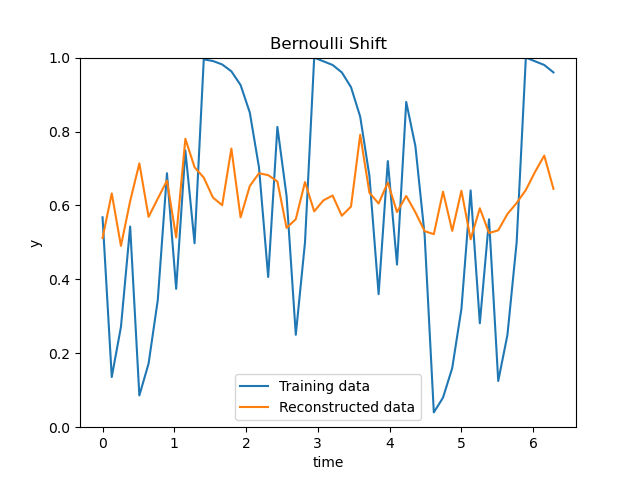 Bernoulli Shift
1.0
0.8
0.6
0.4
0.2
0.0
y
Training data
Reconstructed data
0 1 2 3 4 5 6
time